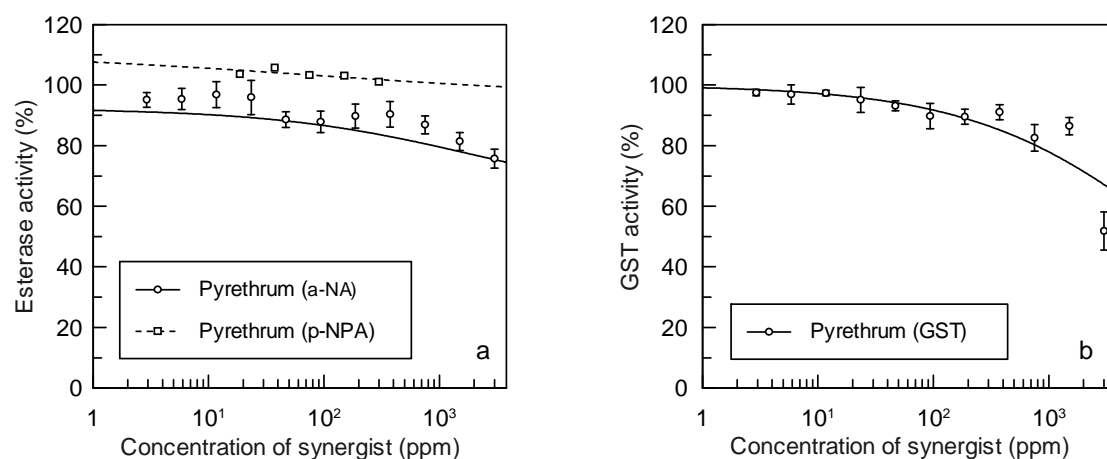 120
100
80
60
40
20
0
Esterase activity (%)
Pyrethrum (a-NA)
Pyrethrum (p-NPA)
a
1 10¹ 10² 10³
Concentration of synergist (ppm)
120
100
80
60
40
20
0
GST activity (%)
Pyrethrum (GST)
b
1 10¹ 10² 10³
Concentration of synergist (ppm)